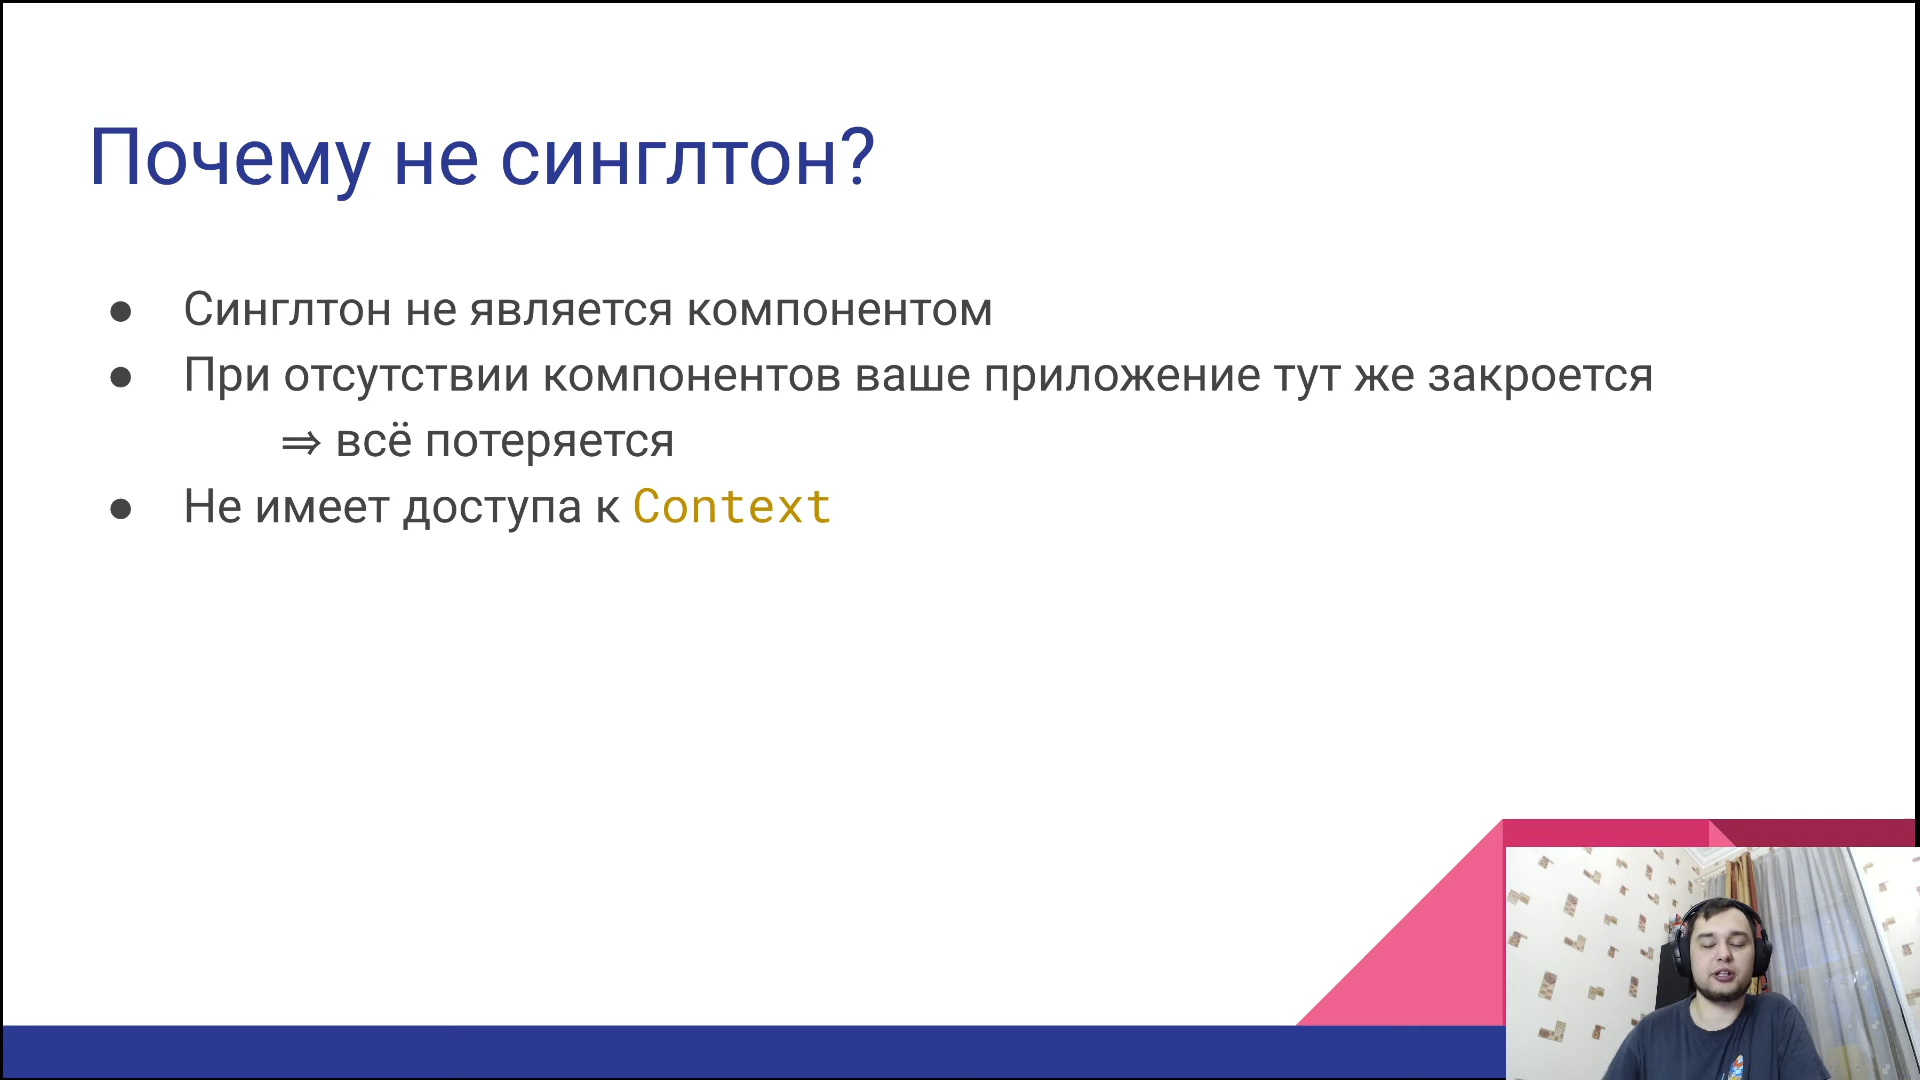 Почему не синглтон?
● Синглтон не является компонентом
● При отсутствии компонентов ваше приложение тут же закроется
⇒ всё потеряется
● Не имеет доступа к Context